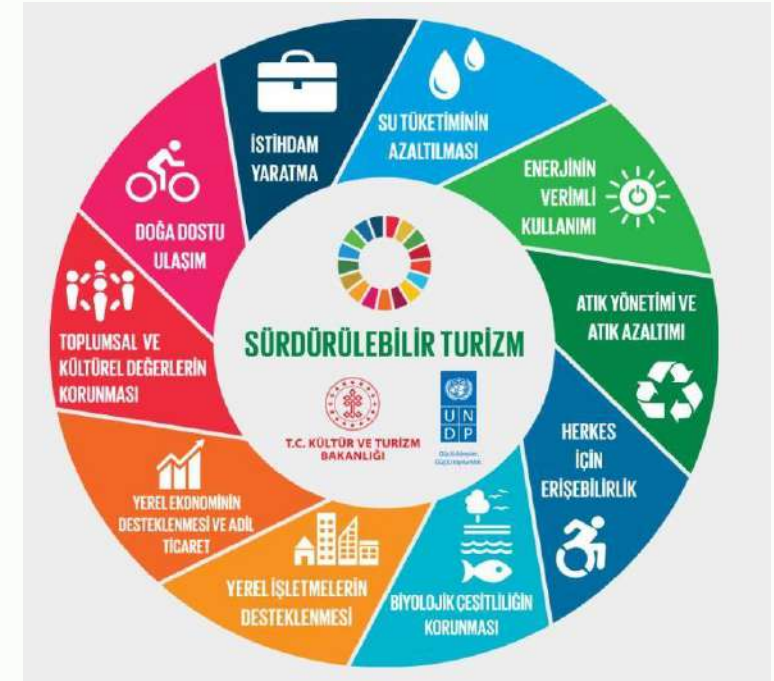 İSTİHDAM
YARATMA
SU TÜKETİMİNİN
AZALTILMASI
ENERJİNİN
VERİMLİ
KULLANIMI
ATIK YÖNETİMİ VE
ATIK AZALTIMI
HERKES
İÇİN
ERİŞEBİLİRLİK
BİYOLOJİK ÇEŞİTLİLİĞİN
KORUNMASI
YEREL İŞLETMELERİN
DESTEKLENMESİ
YEREL EKONOMİNİN
DESTEKLENMESİ VE ADİL
TİCARET
TOPLUMSAL VE
KÜLTÜREL DEĞERLERİN
KORUNMASI
DOĞA DOSTU
ULAŞIM
SÜRDÜRÜLEBİLİR TURİZM
T.C. KÜLTÜR VE TURİZM
BAKANLIĞI
UN
DP